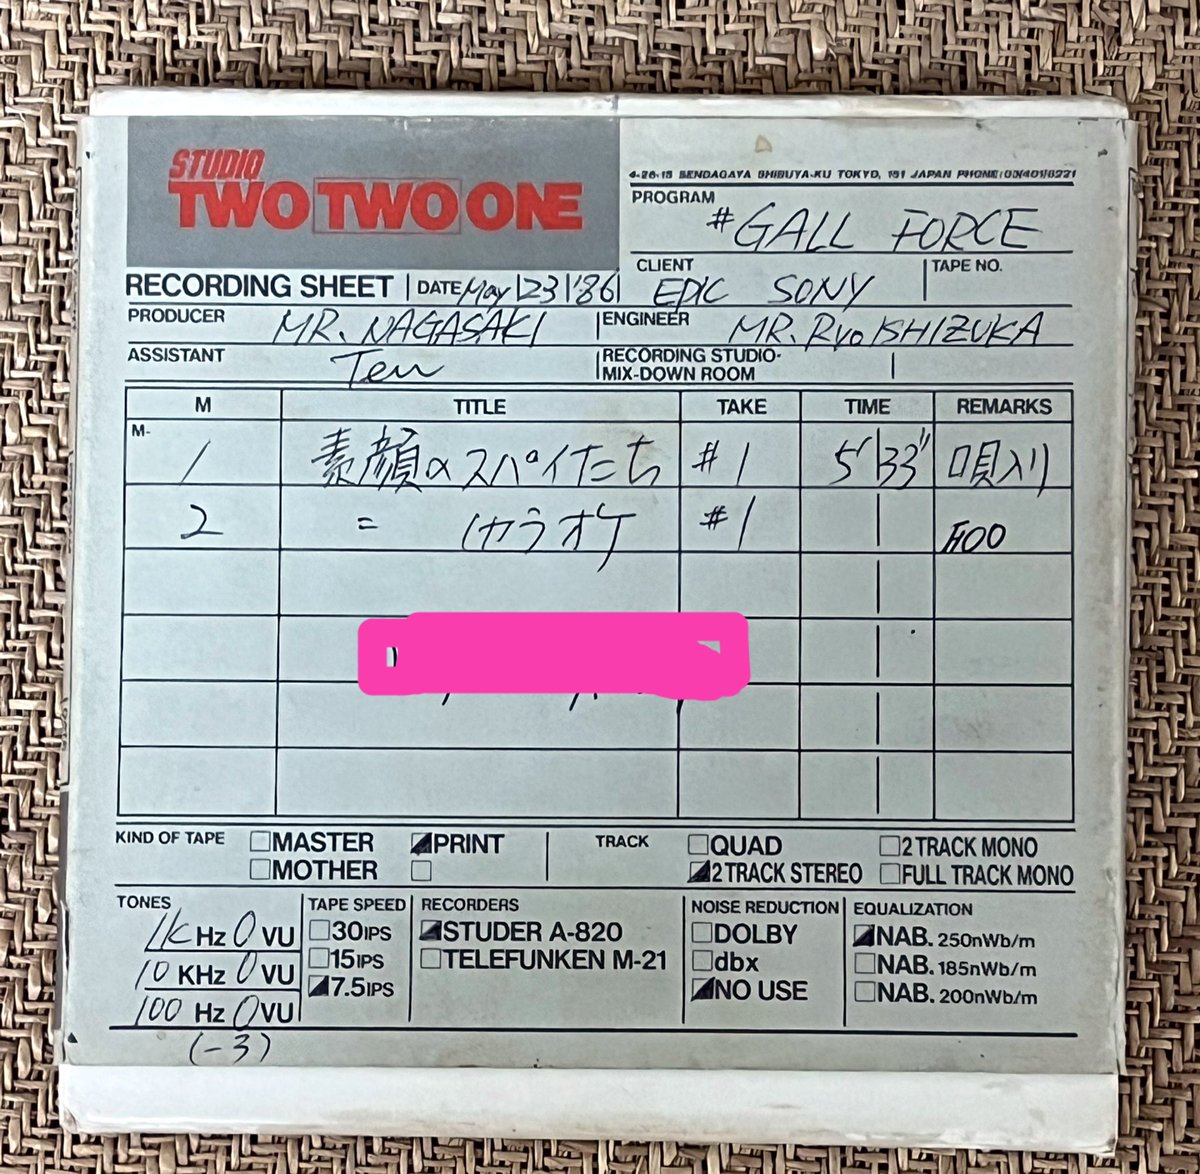 STUDIO
TWO TWO ONE
4-26-15 SENDAGAYA SHIBUYA-KU TOKYO, 151 JAPAN PHONE:(03)401)6221
PROGRAM
#GALL FORCE
RECORDING SHEET DATE May 23 '86 CLIENT EPIC SONY TAPE NO.
PRODUCER MR. NAGASAKI ENGINEER MR. Ryo ISHIZUKA
ASSISTANT Ten RECORDING STUDIO-
MIX-DOWN ROOM
M TITLE TAKE TIME REMARKS
M-
1 素顔のスパイたち #1 5' 33" 唄入り
2 = カラオケ #1
KIND OF TAPE MASTER PRINT TRACK QUAD 2 TRACK MONO
MOTHER 2 TRACK STEREO FULL TRACK MONO
TONES TAPE SPEED RECORDERS NOISE REDUCTION EQUALIZATION
1K HZ 0 VU 30IPS STUDER A-820 DOLBY NAB. 250nWb/m
10 KHZ 0 VU 15IPS TELEFUNKEN M-21 dbx NAB. 185nWb/m
100 HZ 0 VU 7.5IPS NO USE NAB. 200nWb/m
(-3)